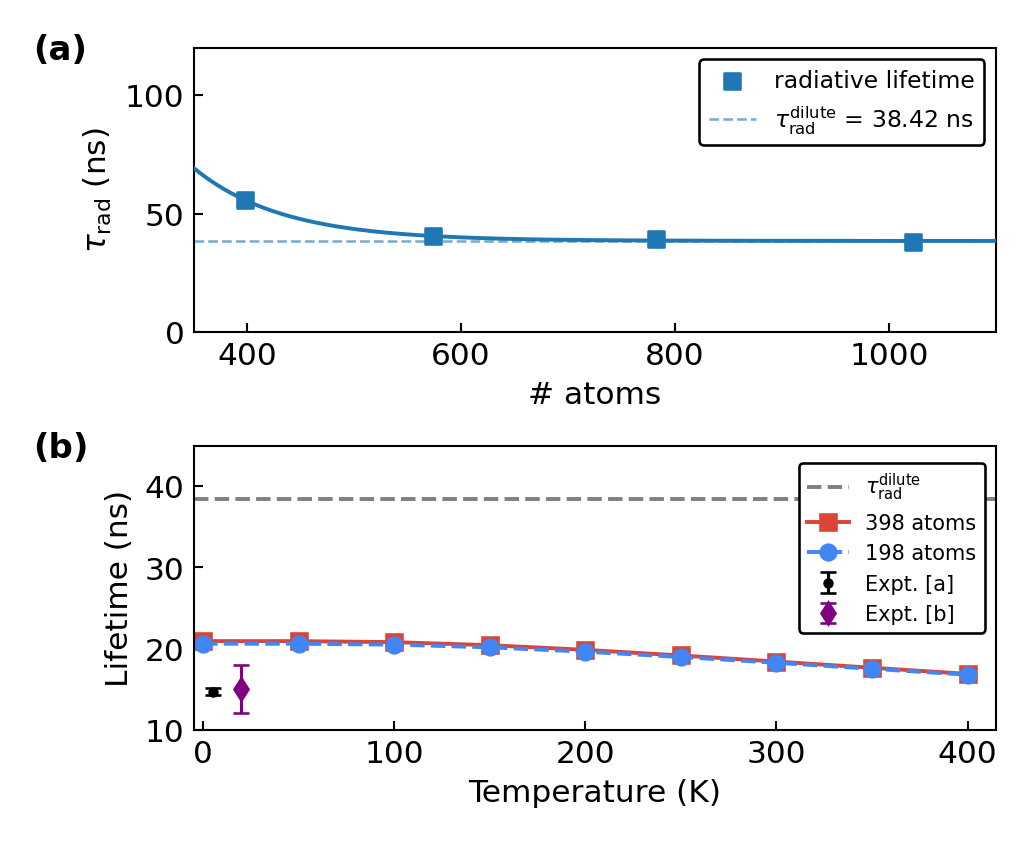 (a)
100
50
0
τrad (ns)
radiative lifetime
τ_rad^dilute = 38.42 ns
400 600 800 1000
# atoms
(b)
40
30
20
10
Lifetime (ns)
τ_rad^dilute
398 atoms
198 atoms
Expt. [a]
Expt. [b]
0 100 200 300 400
Temperature (K)